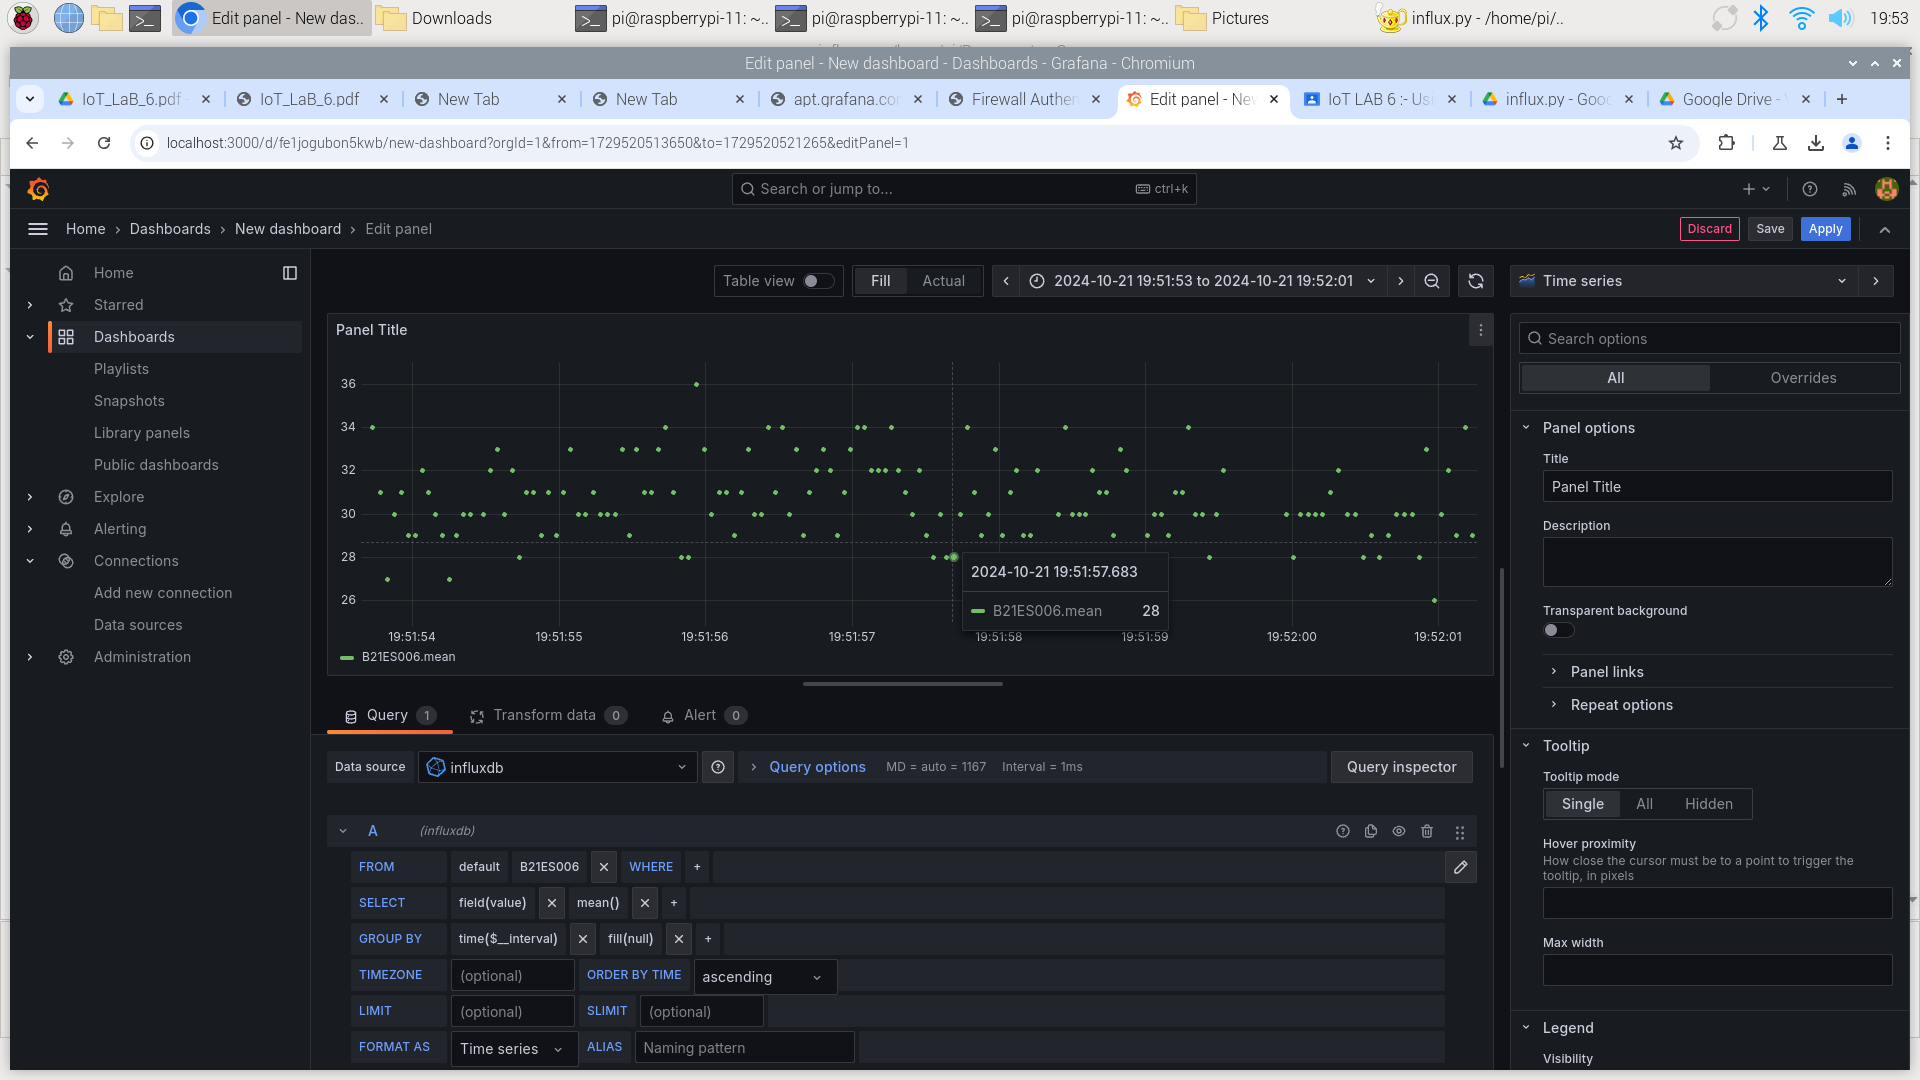 Edit panel - New das..
Downloads
pi@raspberrypi-11: ~..
pi@raspberrypi-11: ~..
pi@raspberrypi-11: ~..
Pictures
influx.py - /home/pi/..
19:53
Edit panel - New dashboard - Dashboards - Grafana - Chromium
IoT_LaB_6.pdf
IoT_LaB_6.pdf
New Tab
New Tab
apt.grafana.co
Firewall Authen
Edit panel - Ne
IoT LAB 6 :- Us
influx.py - Goo
Google Drive -
localhost:3000/d/fe1jogubon5kwb/new-dashboard?orgId=1&from=1729520513650&to=1729520521265&editPanel=1
Search or jump to...
ctrl+k
Home › Dashboards › New dashboard › Edit panel
Discard
Save
Apply
Home
Starred
Dashboards
Playlists
Snapshots
Library panels
Public dashboards
Explore
Alerting
Connections
Add new connection
Data sources
Administration
Table view
Fill
Actual
2024-10-21 19:51:53 to 2024-10-21 19:52:01
Panel Title
36
34
32
30
28
26
19:51:54
19:51:55
19:51:56
19:51:57
19:51:58
19:51:59
19:52:00
19:52:01
2024-10-21 19:51:57.683
B21ES006.mean 28
B21ES006.mean
Query 1
Transform data 0
Alert 0
Data source
influxdb
Query options
MD = auto = 1167
Interval = 1ms
Query inspector
A
(influxdb)
FROM default B21ES006 WHERE +
SELECT field(value) mean() +
GROUP BY time($__interval) fill(null) +
TIMEZONE (optional) ORDER BY TIME ascending
LIMIT (optional) SLIMIT (optional)
FORMAT AS Time series ALIAS Naming pattern
Time series
Search options
All
Overrides
Panel options
Title
Panel Title
Description
Transparent background
Panel links
Repeat options
Tooltip
Tooltip mode
Single
All
Hidden
Hover proximity
How close the cursor must be to a point to trigger the
tooltip, in pixels
Max width
Legend
Visibility